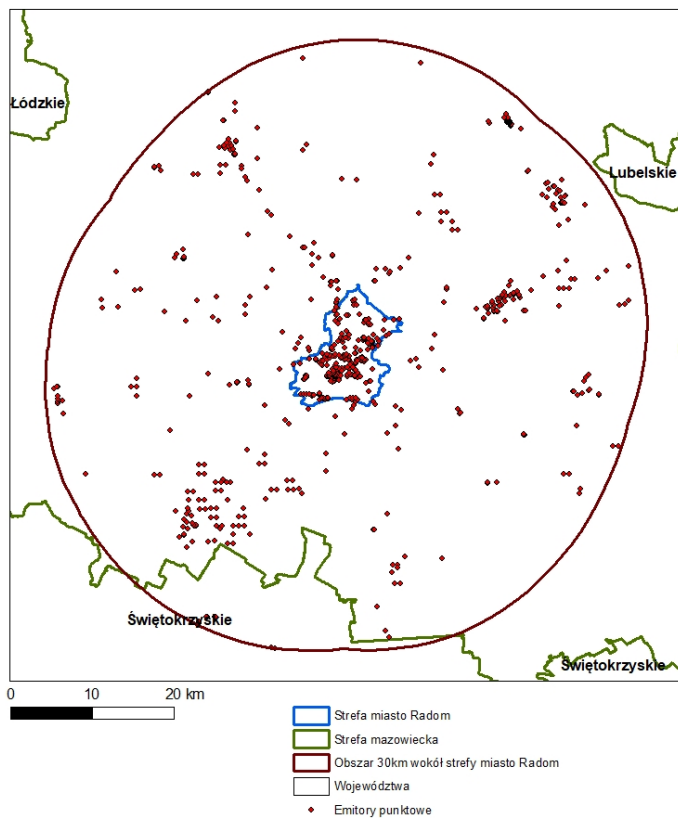 Łódzkie
Lubelskie
Świętokrzyskie
Świętokrzyskie
0 10 20 km
Strefa miasto Radom
Strefa mazowiecka
Obszar 30km wokół strefy miasto Radom
Województwa
Emitory punktowe